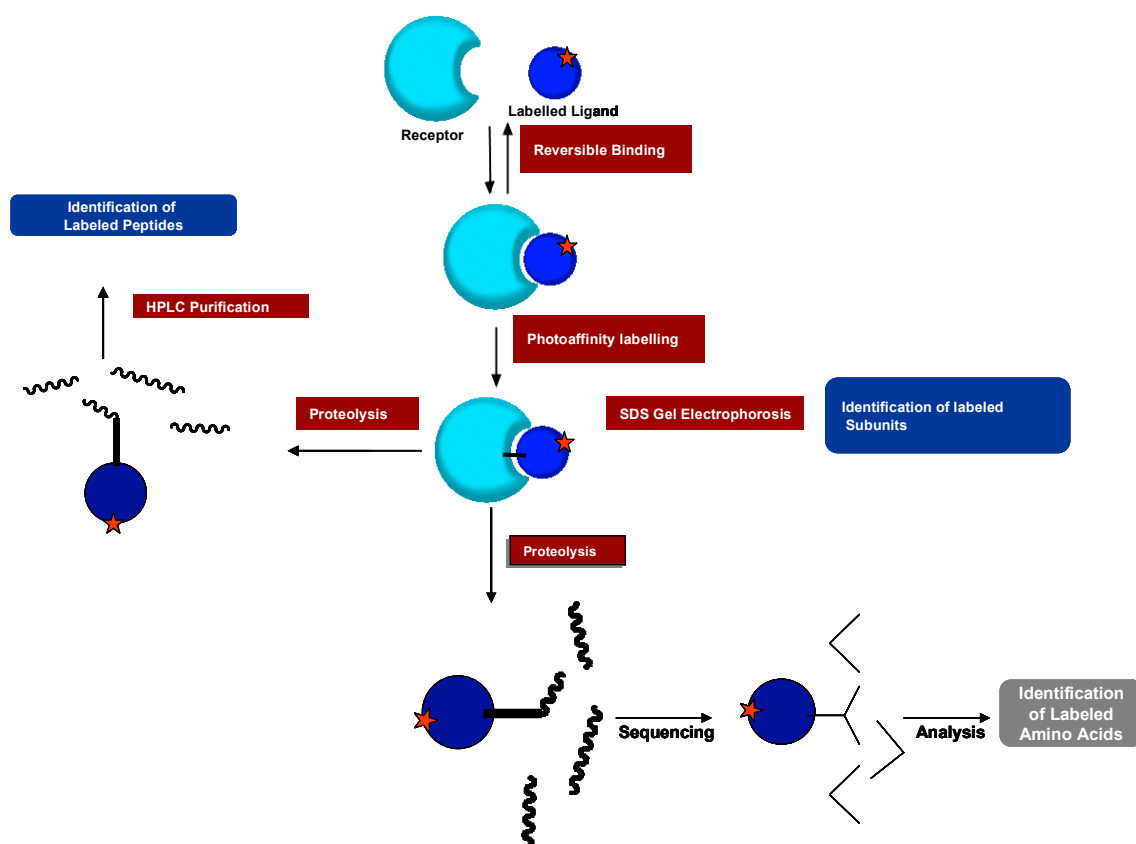 Labelled Ligand
Receptor
Reversible Binding
Identification of
Labeled Peptides
HPLC Purification
Photoaffinity labelling
Proteolysis
SDS Gel Electrophorosis
Identification of labeled
Subunits
Proteolysis
Sequencing
Analysis
Identification
of Labeled
Amino Acids